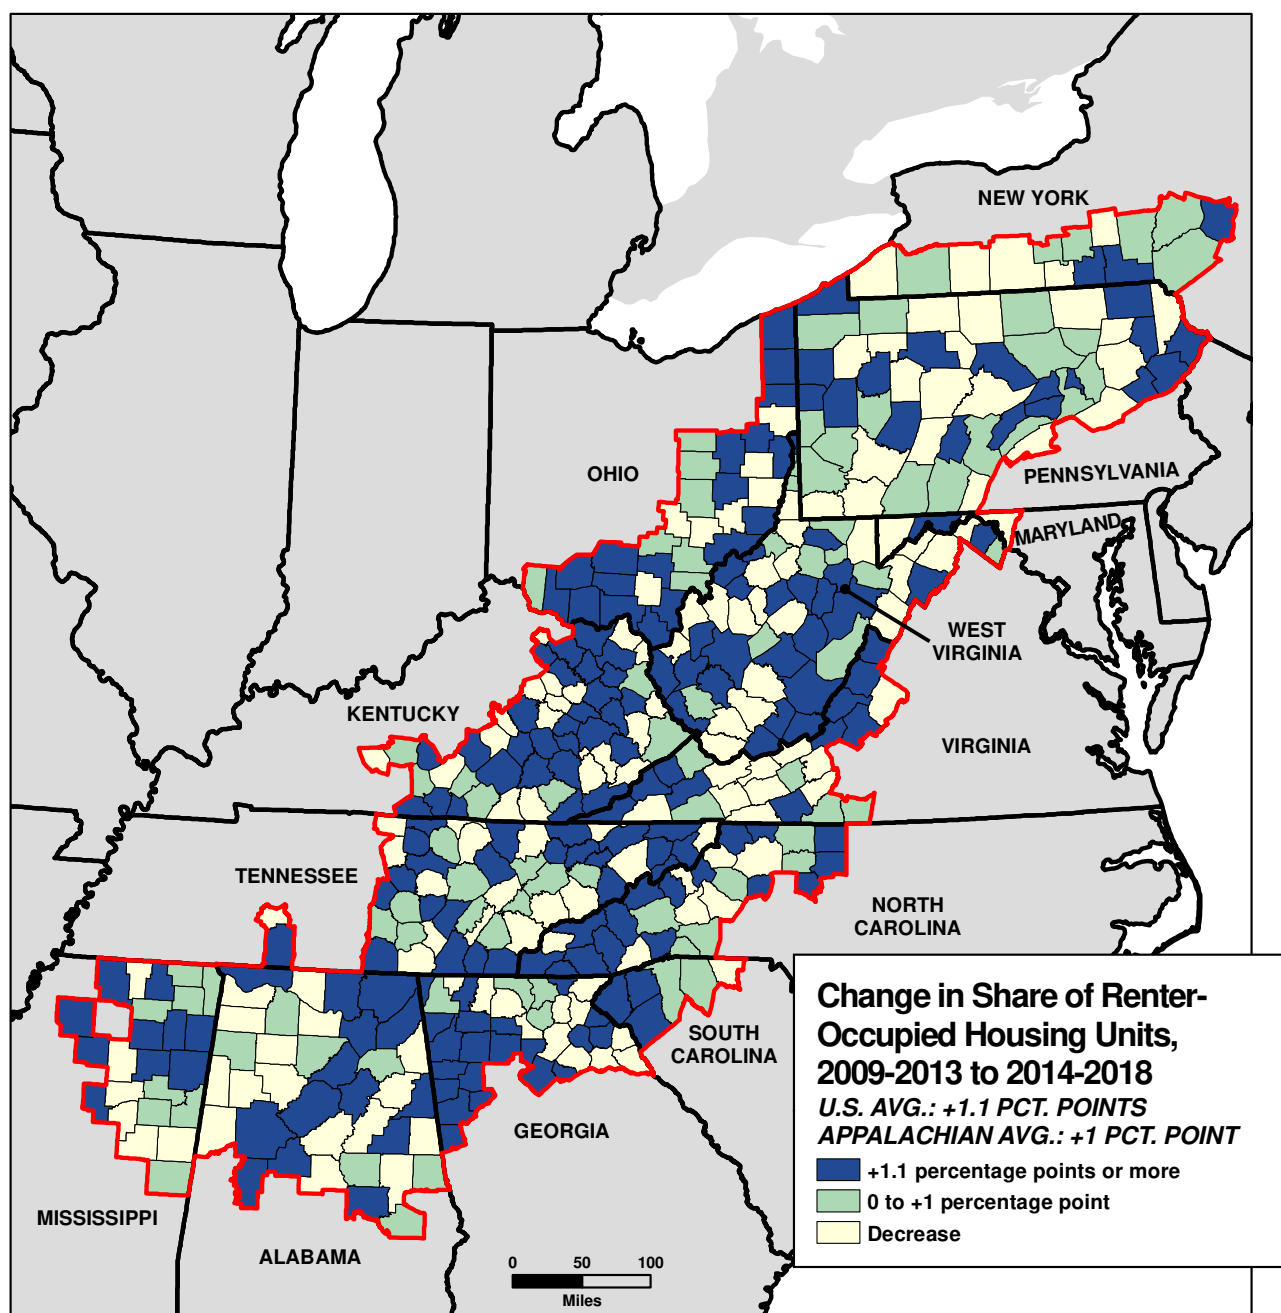 NEW YORK
OHIO
PENNSYLVANIA
MARYLAND
WEST
VIRGINIA
KENTUCKY
VIRGINIA
TENNESSEE
NORTH
CAROLINA
SOUTH
CAROLINA
GEORGIA
MISSISSIPPI
ALABAMA
Change in Share of Renter-
Occupied Housing Units,
2009-2013 to 2014-2018
U.S. AVG.: +1.1 PCT. POINTS
APPALACHIAN AVG.: +1 PCT. POINT
+1.1 percentage points or more
0 to +1 percentage point
Decrease
0 50 100
Miles